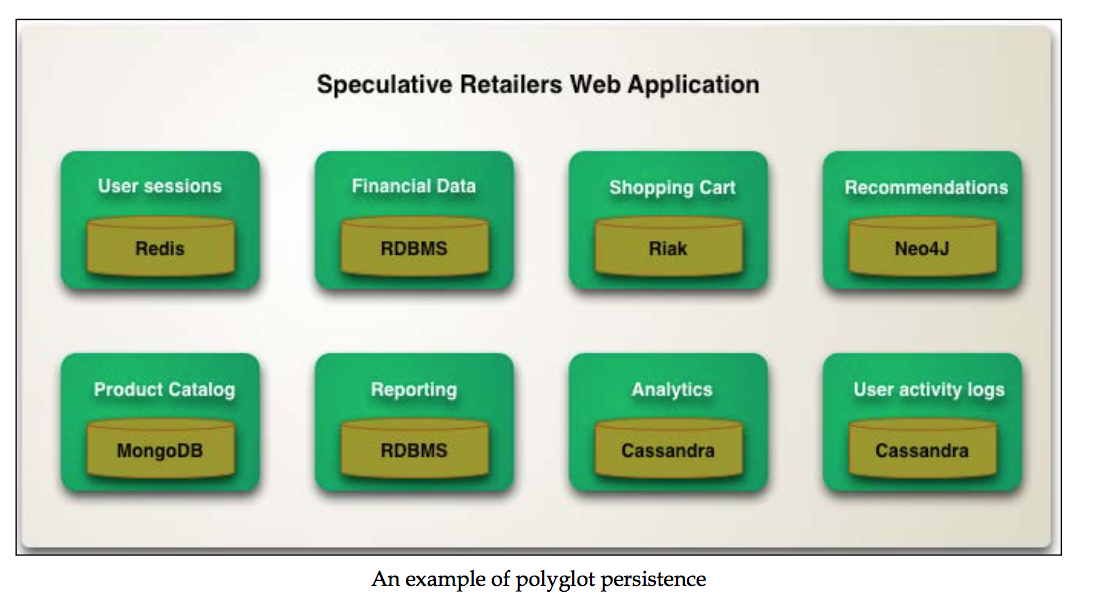 Speculative Retailers Web Application
User sessions
Redis
Financial Data
RDBMS
Shopping Cart
Riak
Recommendations
Neo4J
Product Catalog
MongoDB
Reporting
RDBMS
Analytics
Cassandra
User activity logs
Cassandra
An example of polyglot persistence